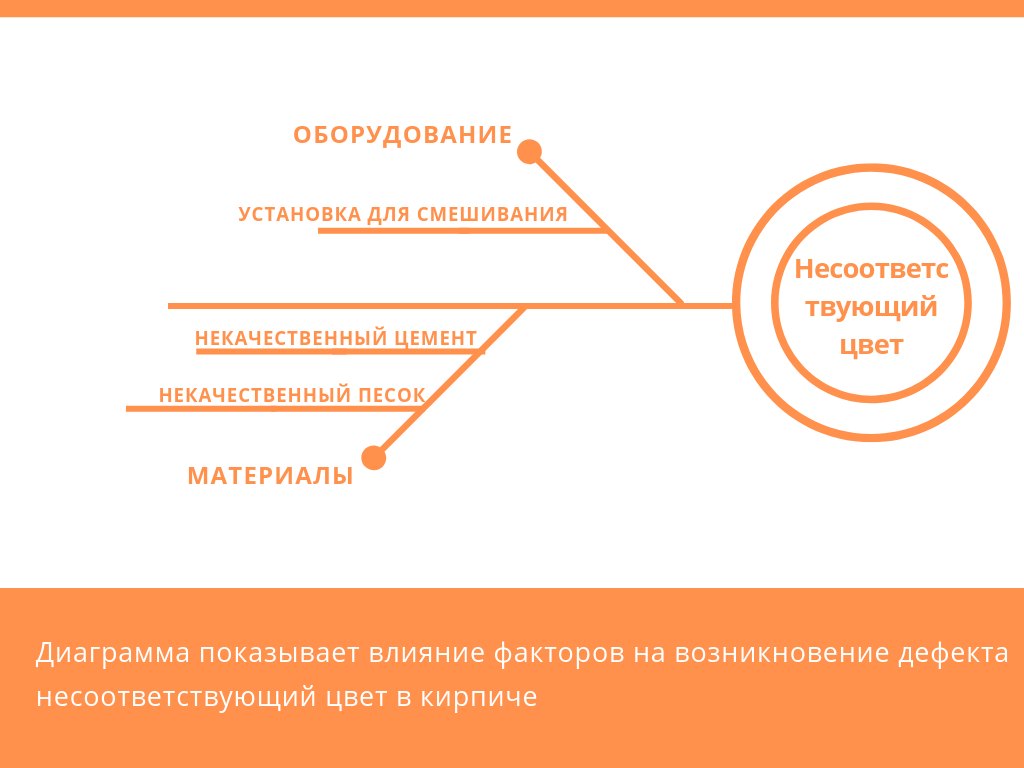 ОБОРУДОВАНИЕ
УСТАНОВКА ДЛЯ СМЕШИВАНИЯ
Несоответс
твующий
цвет
НЕКАЧЕСТВЕННЫЙ ЦЕМЕНТ
НЕКАЧЕСТВЕННЫЙ ПЕСОК
МАТЕРИАЛЫ
Диаграмма показывает влияние факторов на возникновение дефекта
несоответствующий цвет в кирпиче